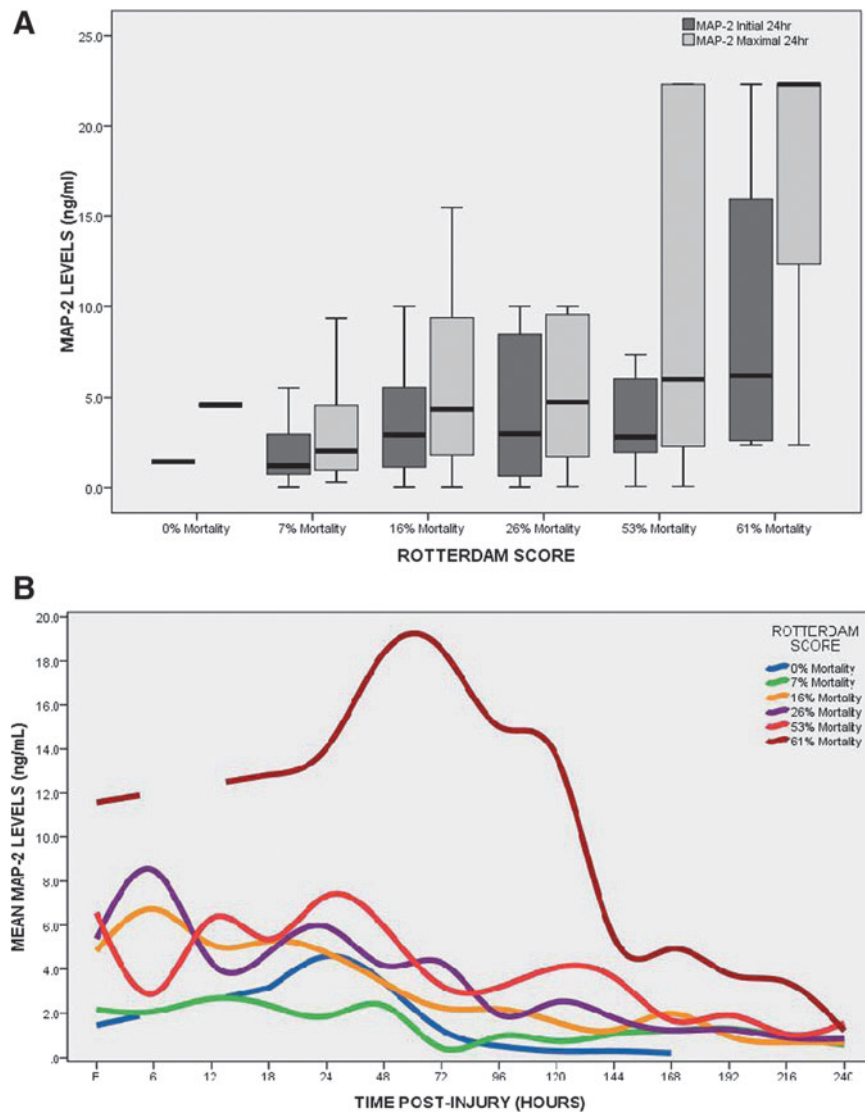 A
MAP-2 Initial 24hr
MAP-2 Maximal 24hr
25.0
20.0
15.0
10.0
5.0
0.0
MAP-2 LEVELS (ng/ml)
0% Mortality 7% Mortality 16% Mortality 26% Mortality 53% Mortality 61% Mortality
ROTTERDAM SCORE
B
ROTTERDAM
SCORE
0% Mortality
7% Mortality
16% Mortality
26% Mortality
53% Mortality
61% Mortality
20.0
18.0
16.0
14.0
12.0
10.0
8.0
6.0
4.0
2.0
.0
MEAN MAP-2 LEVELS (ng/mL)
6 12 18 24 48 72 96 120 144 168 192 216 240
TIME POST-INJURY (HOURS)